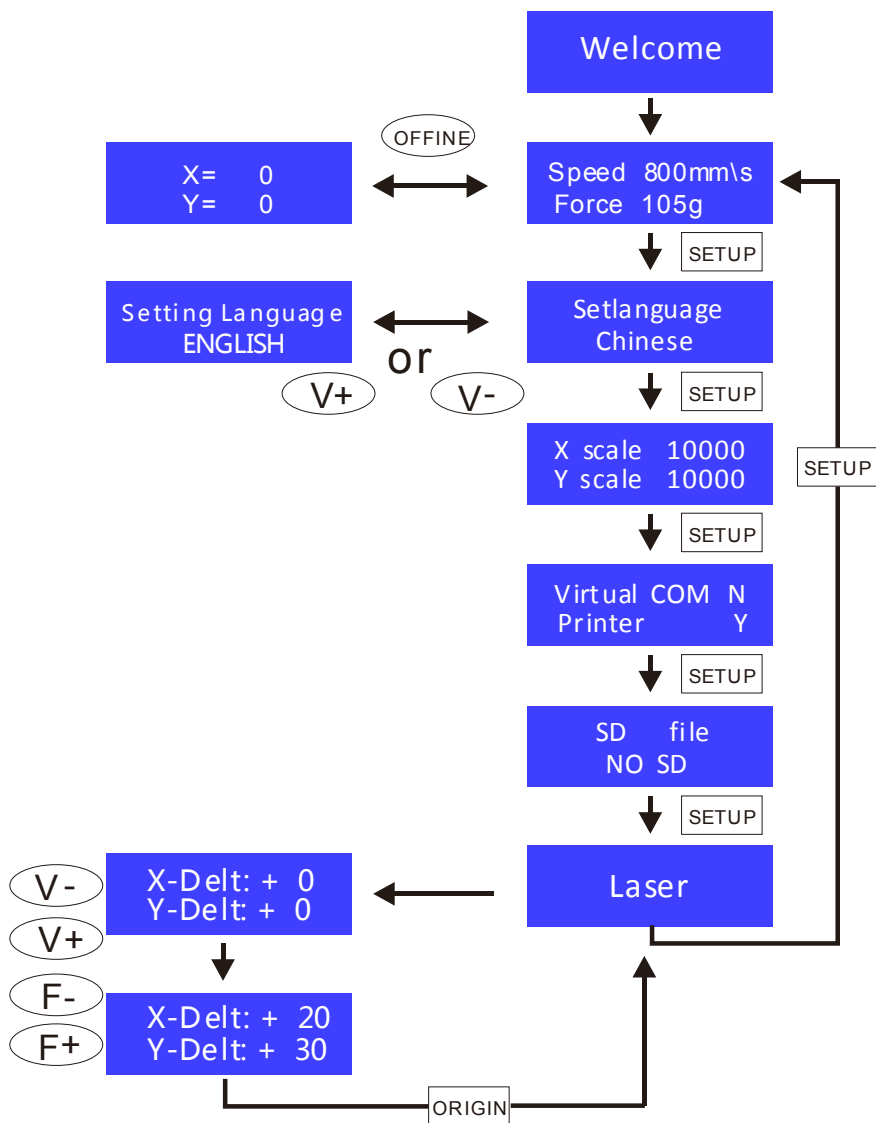 Welcome
OFFINE
X= 0
Y= 0
Speed 800mm\s
Force 105g
SETUP
Setting Language
ENGLISH
Setlanguage
Chinese
or
V+
V-
SETUP
X scale 10000
Y scale 10000
SETUP
SETUP
Virtual COM N
Printer Y
SETUP
SD file
NO SD
SETUP
Laser
V-
V+
X-Delt: + 0
Y-Delt: + 0
F-
F+
X-Delt: + 20
Y-Delt: + 30
ORIGIN